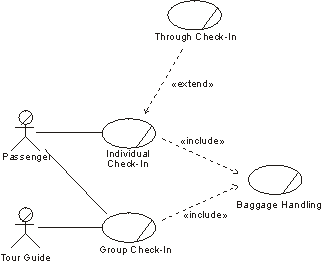 Through Check-In
«extend»
Passenger
Individual
Check-In
«include»
Baggage Handling
«include»
Tour Guide
Group Check-In